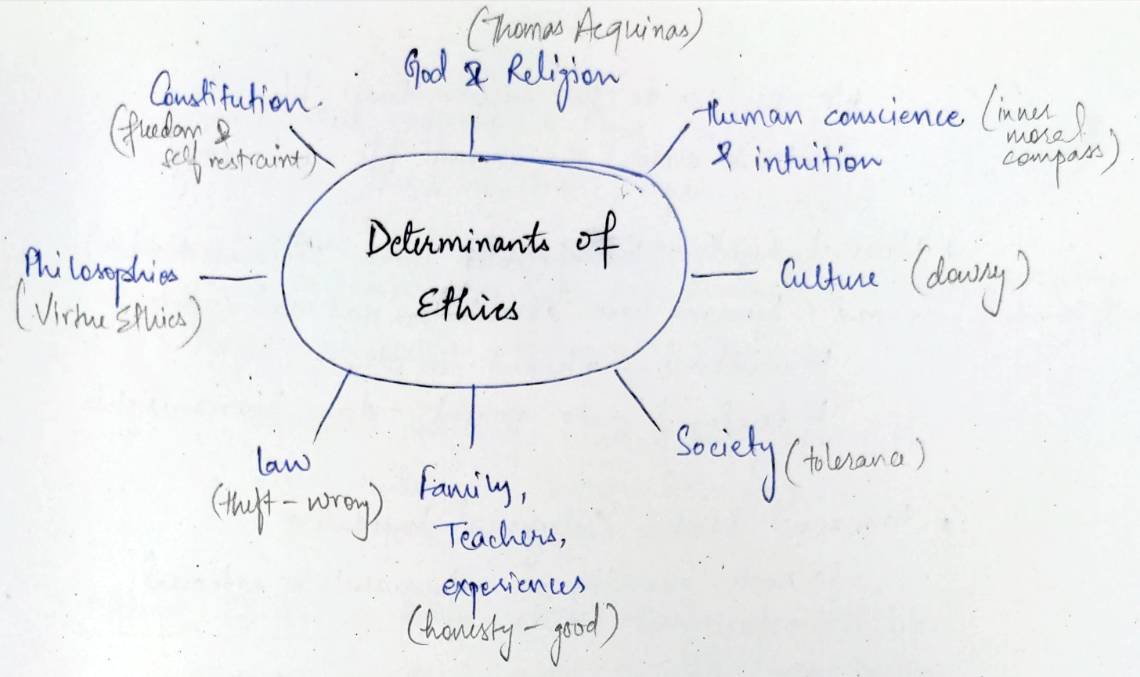 (Thomas Acquinas)
God & Religion
Constitution.
(freedom &
self restraint)
Human conscience
& intuition
(inner
moral
compass)
Determinants of
Ethics
Philosophies
(Virtue Ethics)
Culture (dowry)
Law
(theft - wrong)
Family,
Teachers,
experiences
(honesty - good)
Society (tolerance)